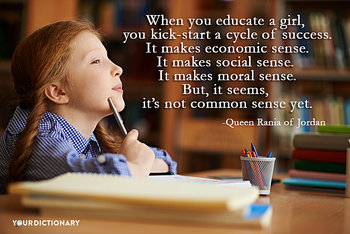 When you educate a girl,
you kick-start a cycle of success.
It makes economic sense.
It makes social sense.
It makes moral sense.
But, it seems,
it's not common sense yet.
-Queen Rania of Jordan
YOURDICTIONARY